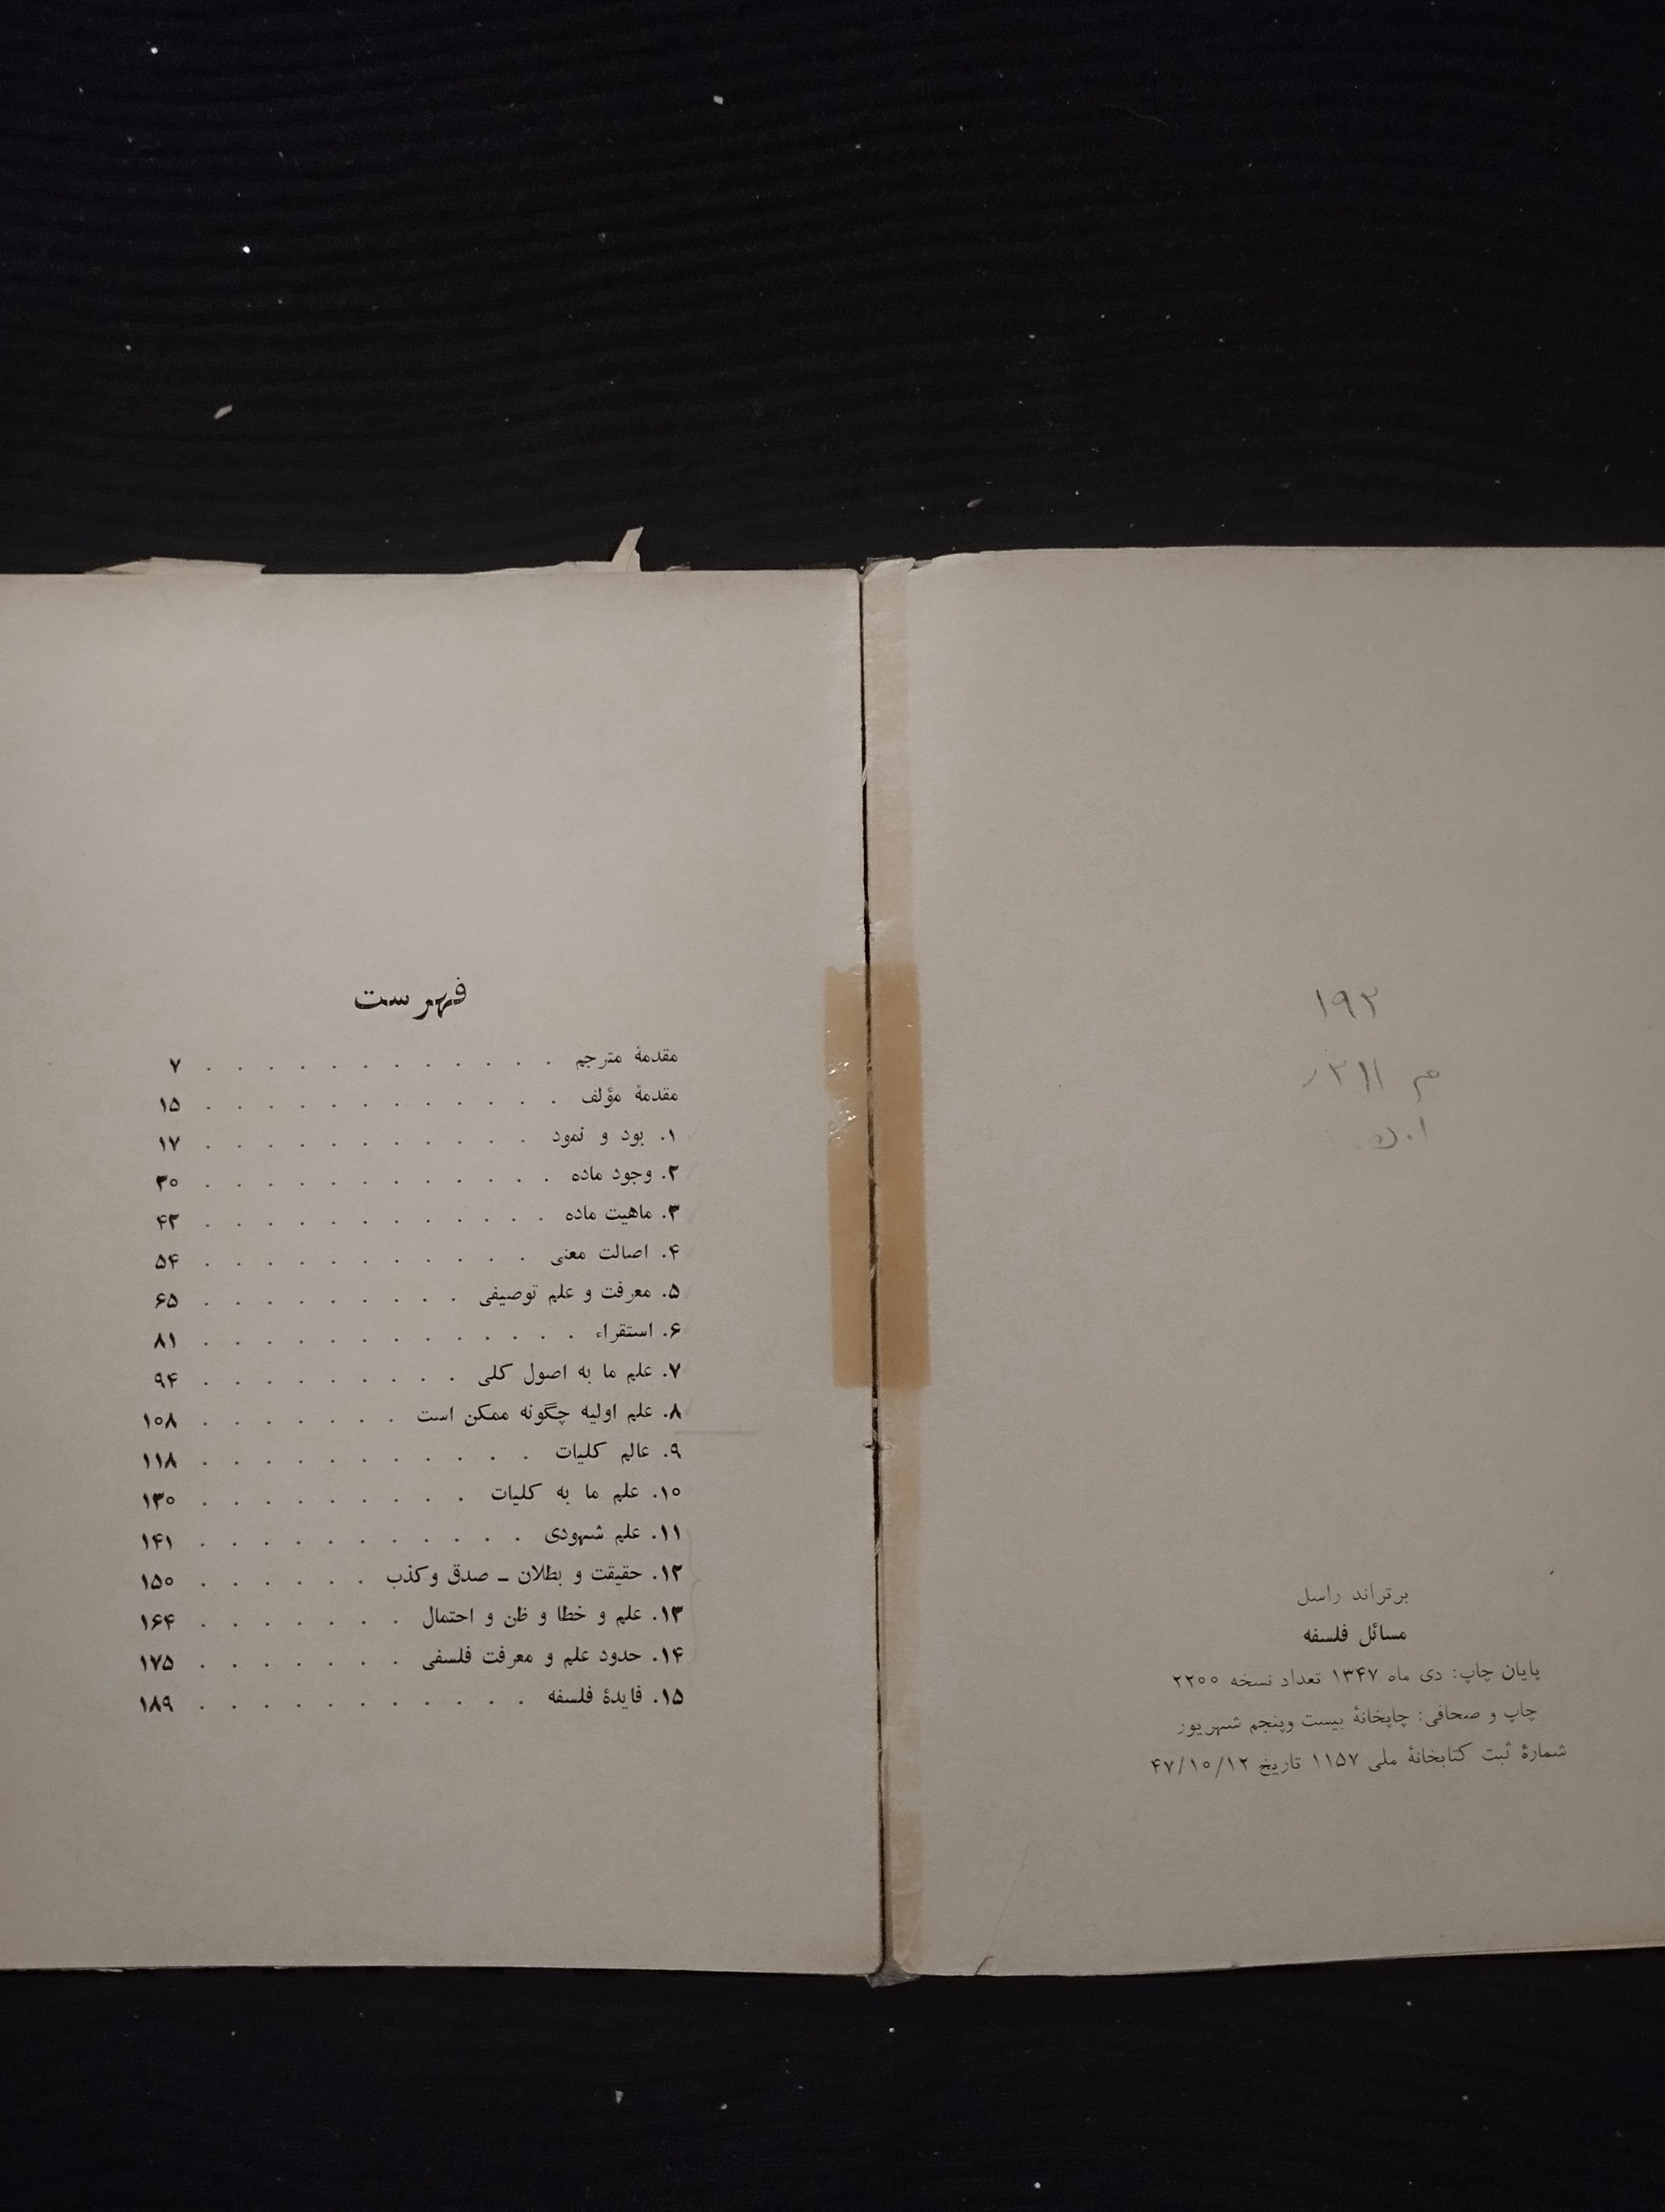 ۱۹۲
م ۲۱۱ر
برتراند راسل
مسائل فلسفه
پایان چاپ: دی ماه ۱۳۴۷ تعداد نسخه ۲۲۰۰
چاپ و صحافی: چاپخانهٔ بیست وپنجم شهریور
شمارهٔ ثبت کتابخانهٔ ملی ۱۱۵۷ تاریخ ۴۷/۱۰/۱۲
فهرست
مقدمهٔ مترجم . . . . . . . . . . . . ۷
مقدمهٔ مؤلف . . . . . . . . . . . . ۱۵
۱. بود و نمود . . . . . . . . . . . ۱۷
۲. وجود ماده . . . . . . . . . . . . ۳۰
۳. ماهیت ماده . . . . . . . . . . . . ۴۲
۴. اصالت معنی . . . . . . . . . . . ۵۴
۵. معرفت و علم توصیفی . . . . . . . . . ۶۵
۶. استقراء . . . . . . . . . . . . . ۸۱
۷. علم ما به اصول کلی . . . . . . . . . ۹۴
۸. علم اولیه چگونه ممکن است . . . . . . . ۱۰۸
۹. عالم کلیات . . . . . . . . . . . ۱۱۸
۱۰. علم ما به کلیات . . . . . . . . . ۱۳۰
۱۱. علم شهودی . . . . . . . . . . . ۱۴۱
۱۲. حقیقت و بطلان ــ صدق وکذب . . . . . . ۱۵۰
۱۳. علم و خطا و ظن و احتمال . . . . . . . ۱۶۴
۱۴. حدود علم و معرفت فلسفی . . . . . . . ۱۷۵
۱۵. فایدهٔ فلسفه . . . . . . . . . . . ۱۸۹